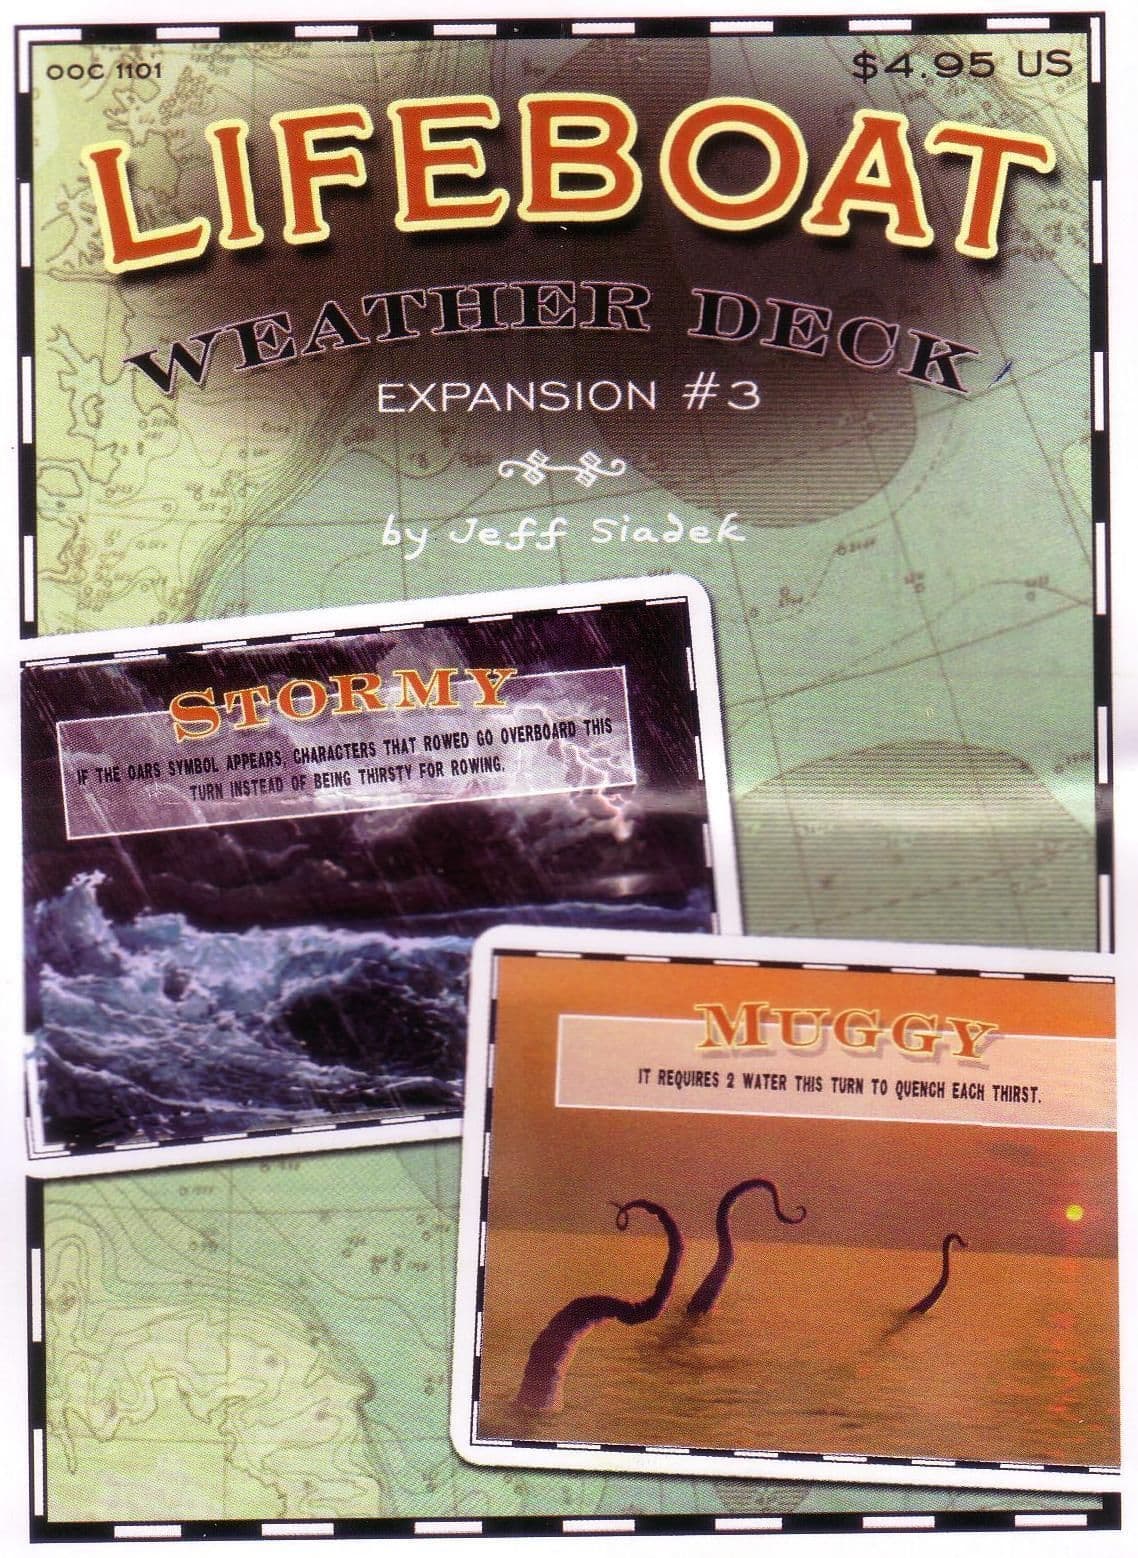 OOC 1101
$4.95 US
LIFEBOAT
WEATHER DECK
EXPANSION #3
by Jeff Siadek
STORMY
IF THE OARS SYMBOL APPEARS, CHARACTERS THAT ROWED GO OVERBOARD THIS
TURN INSTEAD OF BEING THIRSTY FOR ROWING.
MUGGY
IT REQUIRES 2 WATER THIS TURN TO QUENCH EACH THIRST.